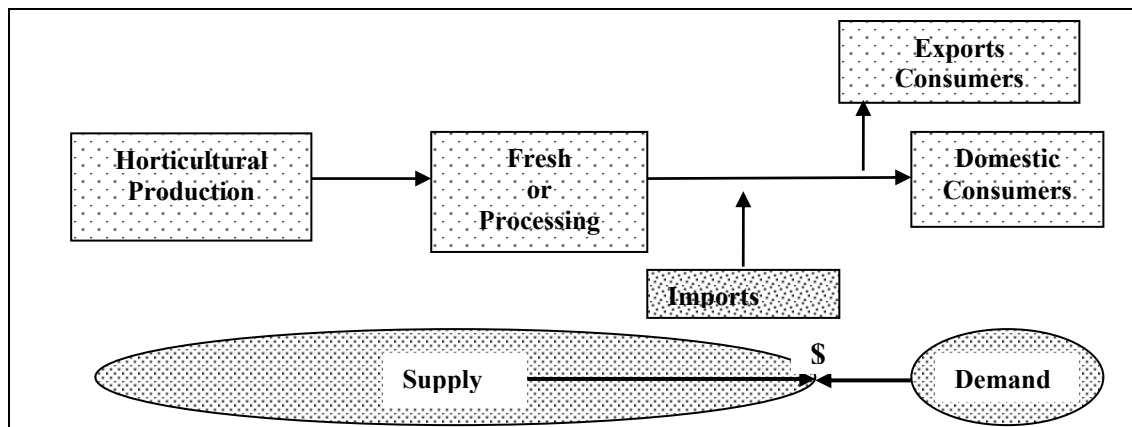 Exports
Consumers
Horticultural
Production
Fresh
or
Processing
Domestic
Consumers
Imports
$
Supply
Demand